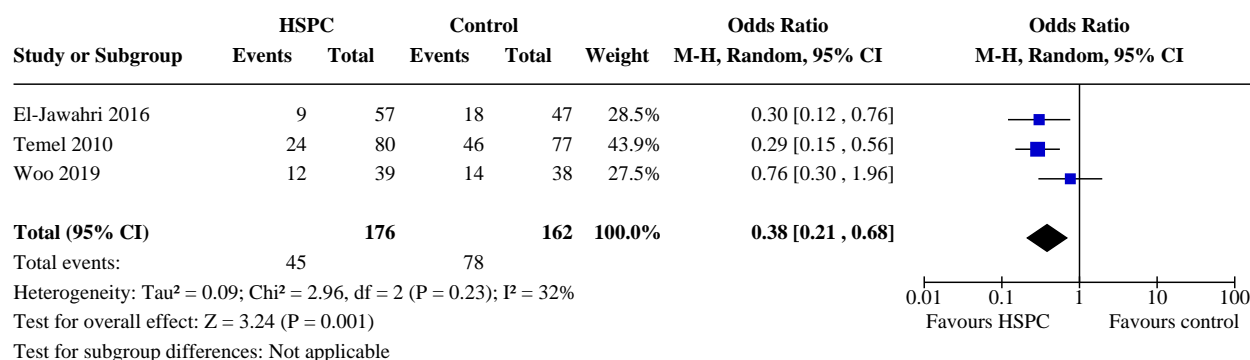 HSPC Control Odds Ratio Odds Ratio
Study or Subgroup Events Total Events Total Weight M-H, Random, 95% CI M-H, Random, 95% CI
El-Jawahri 2016 9 57 18 47 28.5% 0.30 [0.12 , 0.76]
Temel 2010 24 80 46 77 43.9% 0.29 [0.15 , 0.56]
Woo 2019 12 39 14 38 27.5% 0.76 [0.30 , 1.96]
Total (95% CI) 176 162 100.0% 0.38 [0.21 , 0.68]
Total events: 45 78
Heterogeneity: Tau² = 0.09; Chi² = 2.96, df = 2 (P = 0.23); I² = 32%
0.01 0.1 1 10 100
Test for overall effect: Z = 3.24 (P = 0.001) Favours HSPC Favours control
Test for subgroup differences: Not applicable